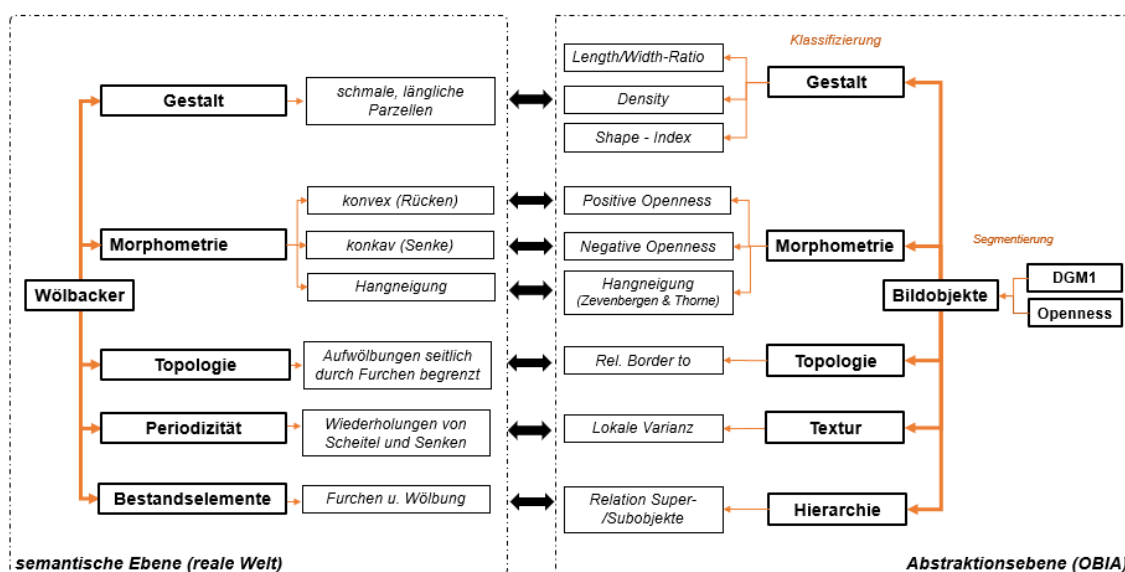 Klassifizierung
Length/Width-Ratio
Gestalt
schmale, längliche
Parzellen
Density
Gestalt
Shape - Index
konvex (Rücken)
Positive Openness
Morphometrie
konkav (Senke)
Negative Openness
Morphometrie
Segmentierung
Wölbacker
Hangneigung
Hangneigung
(Zevenbergen & Thorne)
Bildobjekte
DGM1
Openness
Topologie
Aufwölbungen seitlich
durch Furchen begrenzt
Rel. Border to
Topologie
Periodizität
Wiederholungen von
Scheitel und Senken
Lokale Varianz
Textur
Bestandselemente
Furchen u. Wölbung
Relation Super-
/Subobjekte
Hierarchie
semantische Ebene (reale Welt)
Abstraktionsebene (OBIA)